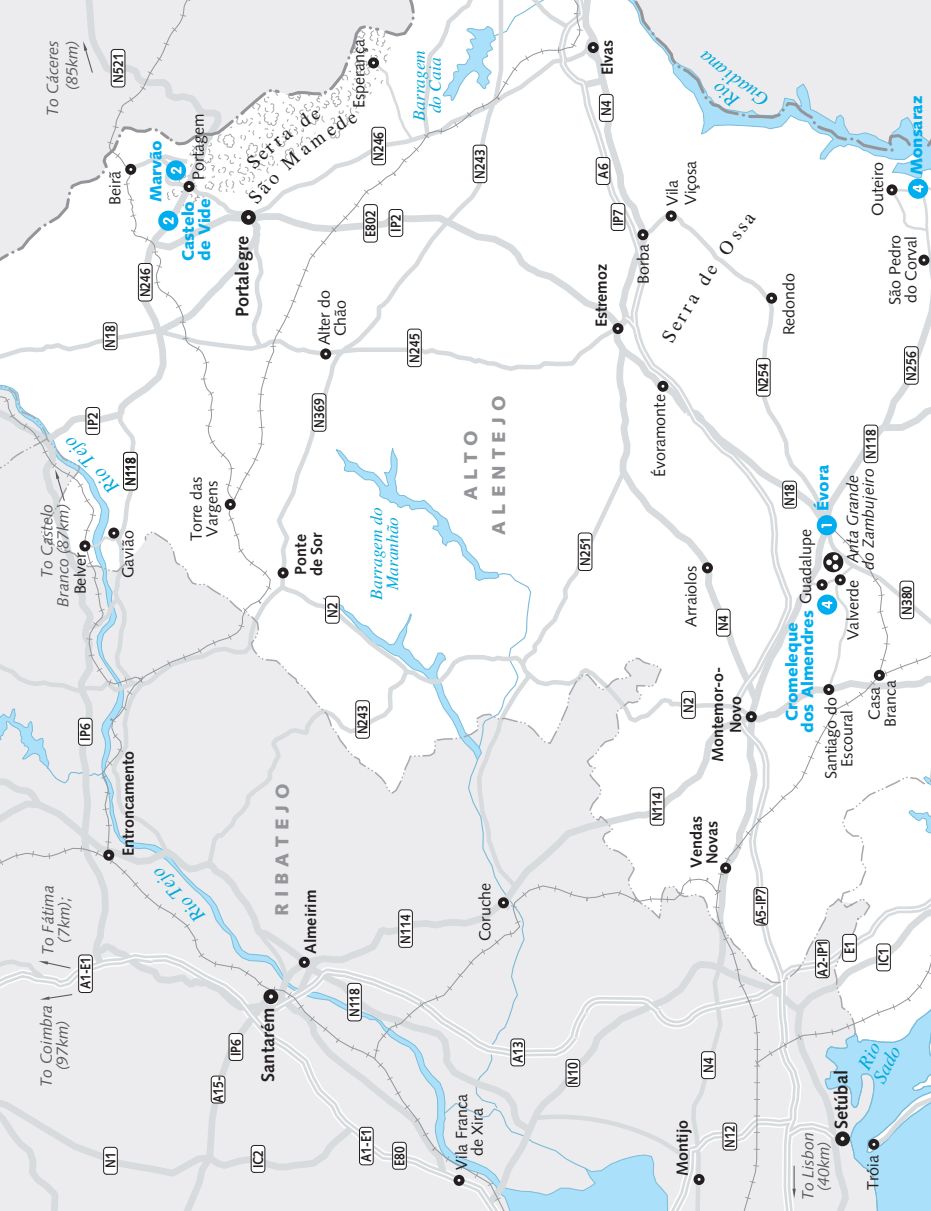 To Cáceres
(85km)
N521
Beirã
Marvão
2
Portagem
2
Castelo
de Vide
Serra de
São Mamede
Esperança
Barragem
do Caia
N246
N243
Elvas
N4
A6
IP7
Rio
Guadiana
4
Monsaraz
Outeiro
São Pedro
do Corval
Vila
Viçosa
Borba
Serra de Ossa
Redondo
Estremoz
E802
IP2
Portalegre
N246
N18
Alter do
Chão
N245
N369
N254
N256
N118
Évoramonte
ALTO
ALENTEJO
IP2
Rio Tejo
N118
To Castelo
Branco (87km)
Belver
Gavião
Torre das
Vargens
Ponte
de Sor
Barragem do
Maranhão
N2
N251
N18
1
Évora
Anta Grande
do Zambujeiro
Guadalupe
Valverde
4
Cromeleque
dos Almendres
N380
Arraiolos
N4
N2
Montemor-o-
Novo
Santiago do
Escoural
Casa
Branca
N243
N114
Vendas
Novas
A5-IP7
IP6
Entroncamento
RIBATEJO
Rio Tejo
To Fátima
(7km);
To Coimbra
(97km)
A1-E1
Almeirim
N114
Coruche
Santarém
N118
IP6
A15
A13
N10
N4
A2-IP1
E1
IC1
N1
IC2
A1-E1
E80
Vila Franca
de Xira
Montijo
N12
To Lisbon
(40km)
Setúbal
Tróia
Rio
Sado